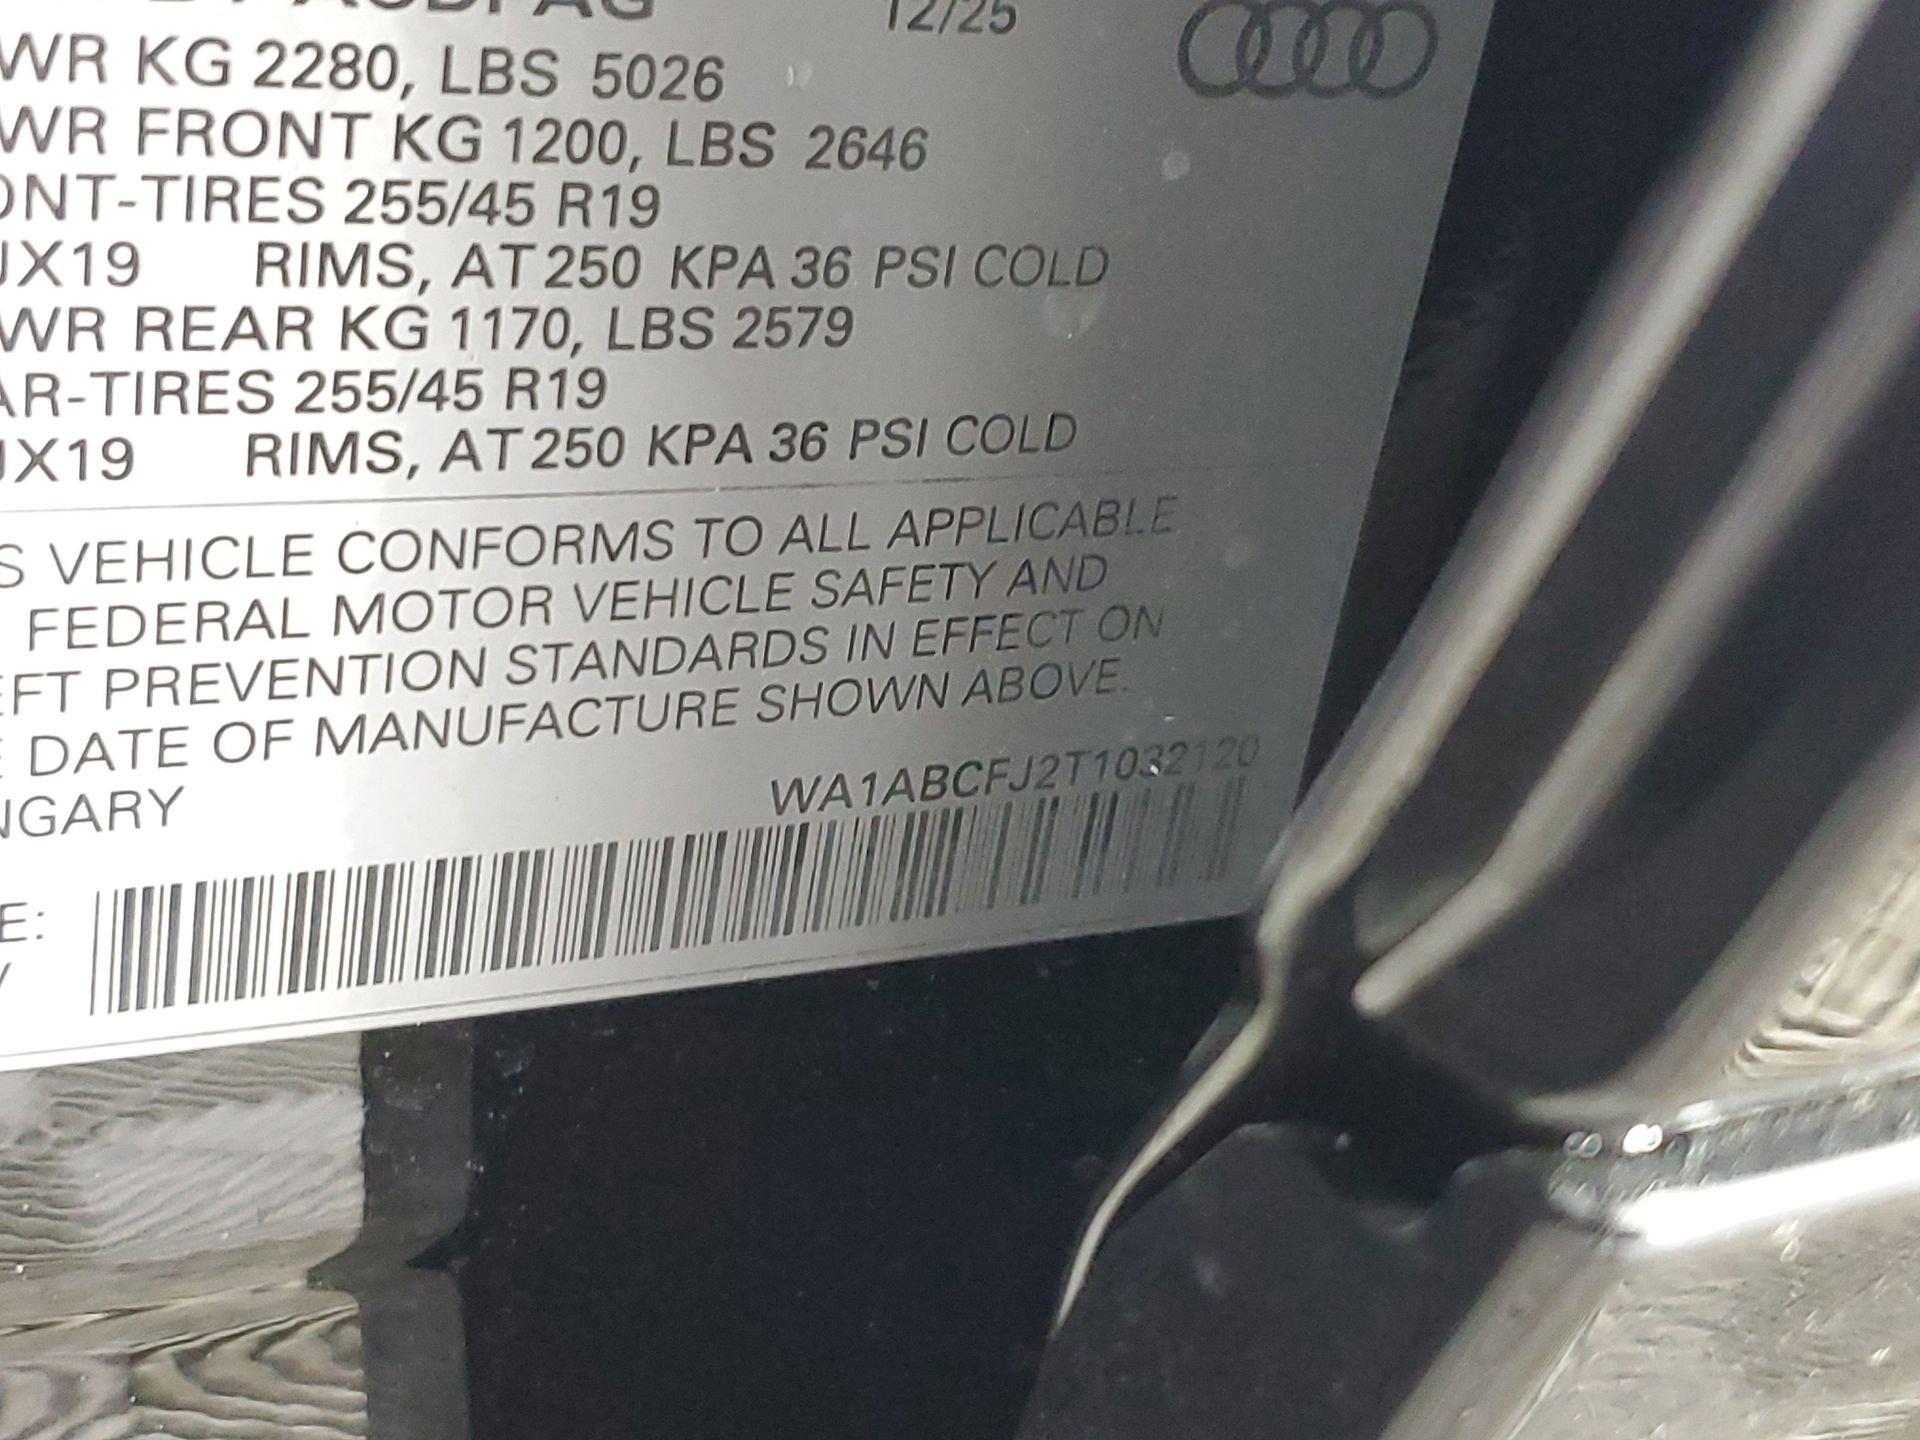 AUDI AG 12/25
WR KG 2280, LBS 5026
WR FRONT KG 1200, LBS 2646
ONT-TIRES 255/45 R19
JX19 RIMS, AT 250 KPA 36 PSI COLD
WR REAR KG 1170, LBS 2579
AR-TIRES 255/45 R19
JX19 RIMS, AT 250 KPA 36 PSI COLD
S VEHICLE CONFORMS TO ALL APPLICABLE
FEDERAL MOTOR VEHICLE SAFETY AND
EFT PREVENTION STANDARDS IN EFFECT ON
E DATE OF MANUFACTURE SHOWN ABOVE.
WA1ABCFJ2T1032120
NGARY
E: